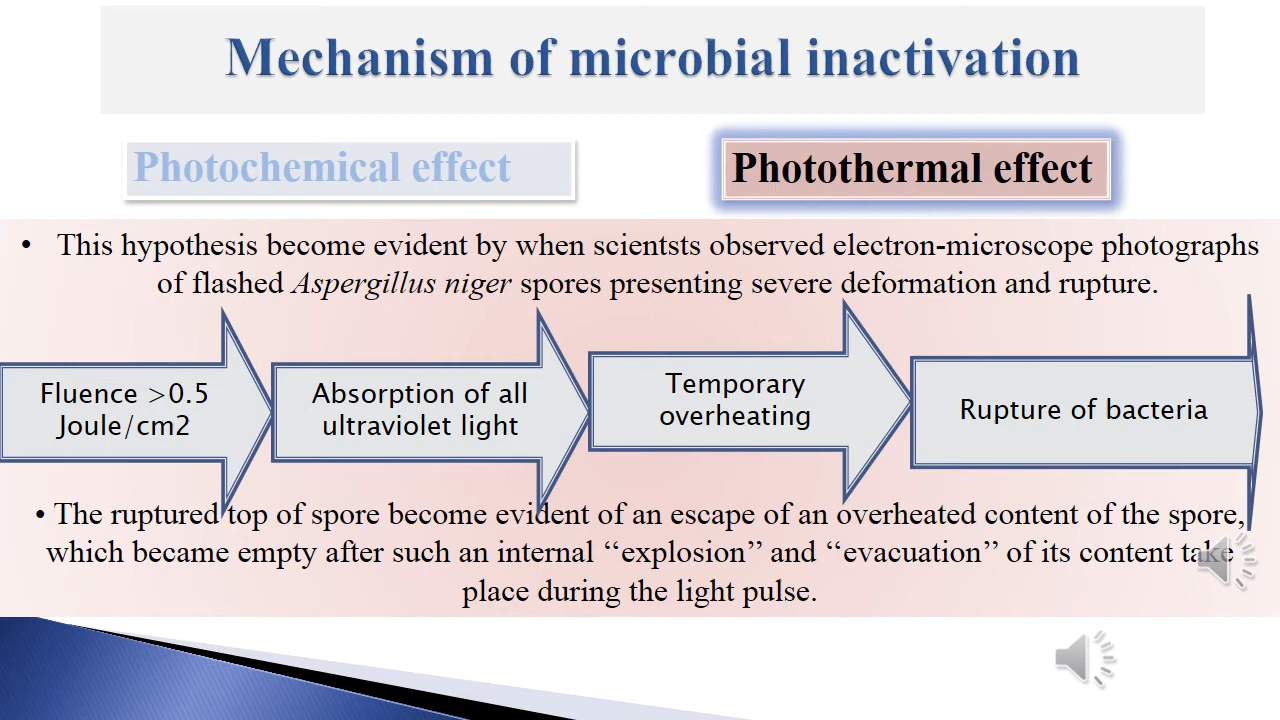 Mechanism of microbial inactivation
Photochemical effect
Photothermal effect
• This hypothesis become evident by when scientsts observed electron-microscope photographs
of flashed Aspergillus niger spores presenting severe deformation and rupture.
Fluence >0.5
Joule/cm2
Absorption of all
ultraviolet light
Temporary
overheating
Rupture of bacteria
• The ruptured top of spore become evident of an escape of an overheated content of the spore,
which became empty after such an internal ‘‘explosion’’ and ‘‘evacuation’’ of its content take
place during the light pulse.